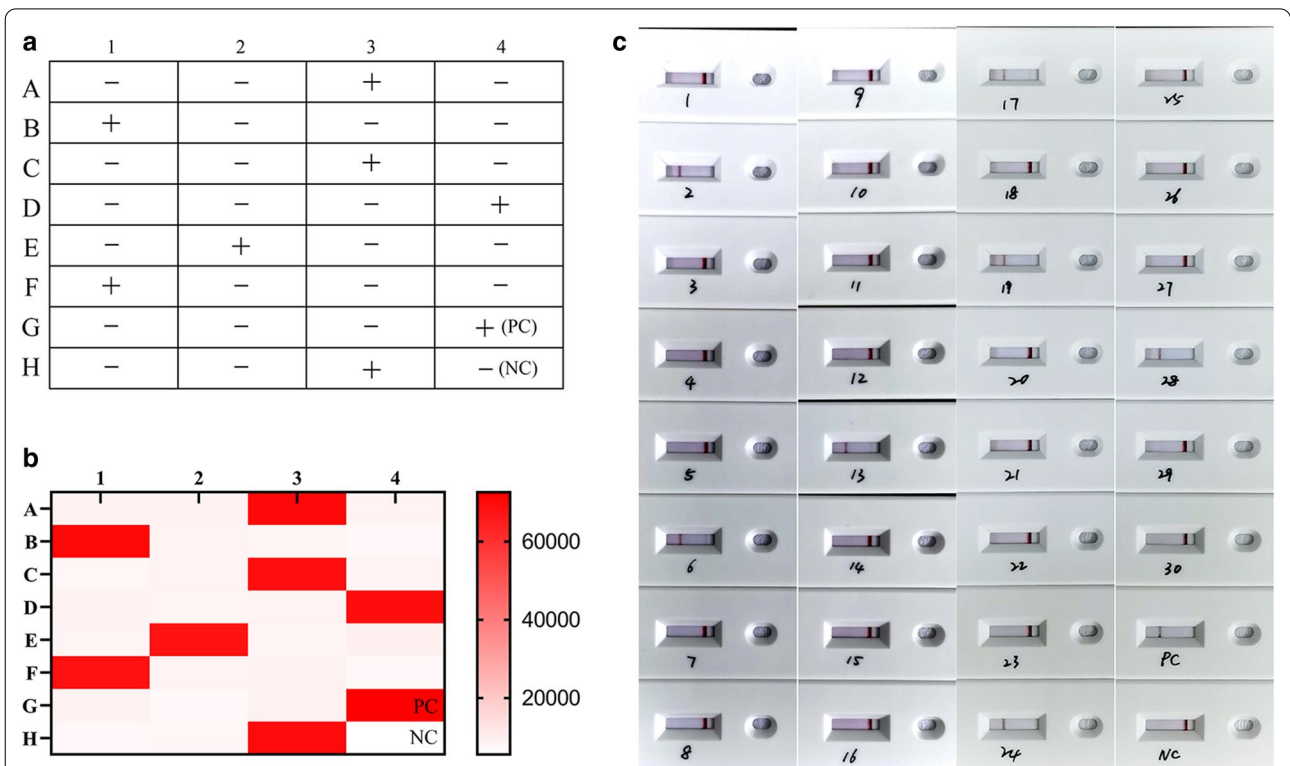 a
1 2 3 4
A − − + −
B + − − −
C − − + −
D − − − +
E − + − −
F + − − −
G − − − + (PC)
H − − + − (NC)
b
1 2 3 4
A
B
C
D
E
F
G PC
H NC
60000
40000
20000
c
1 9 17 25
2 10 18 26
3 11 19 27
4 12 20 28
5 13 21 29
6 14 22 30
7 15 23 PC
8 16 24 NC